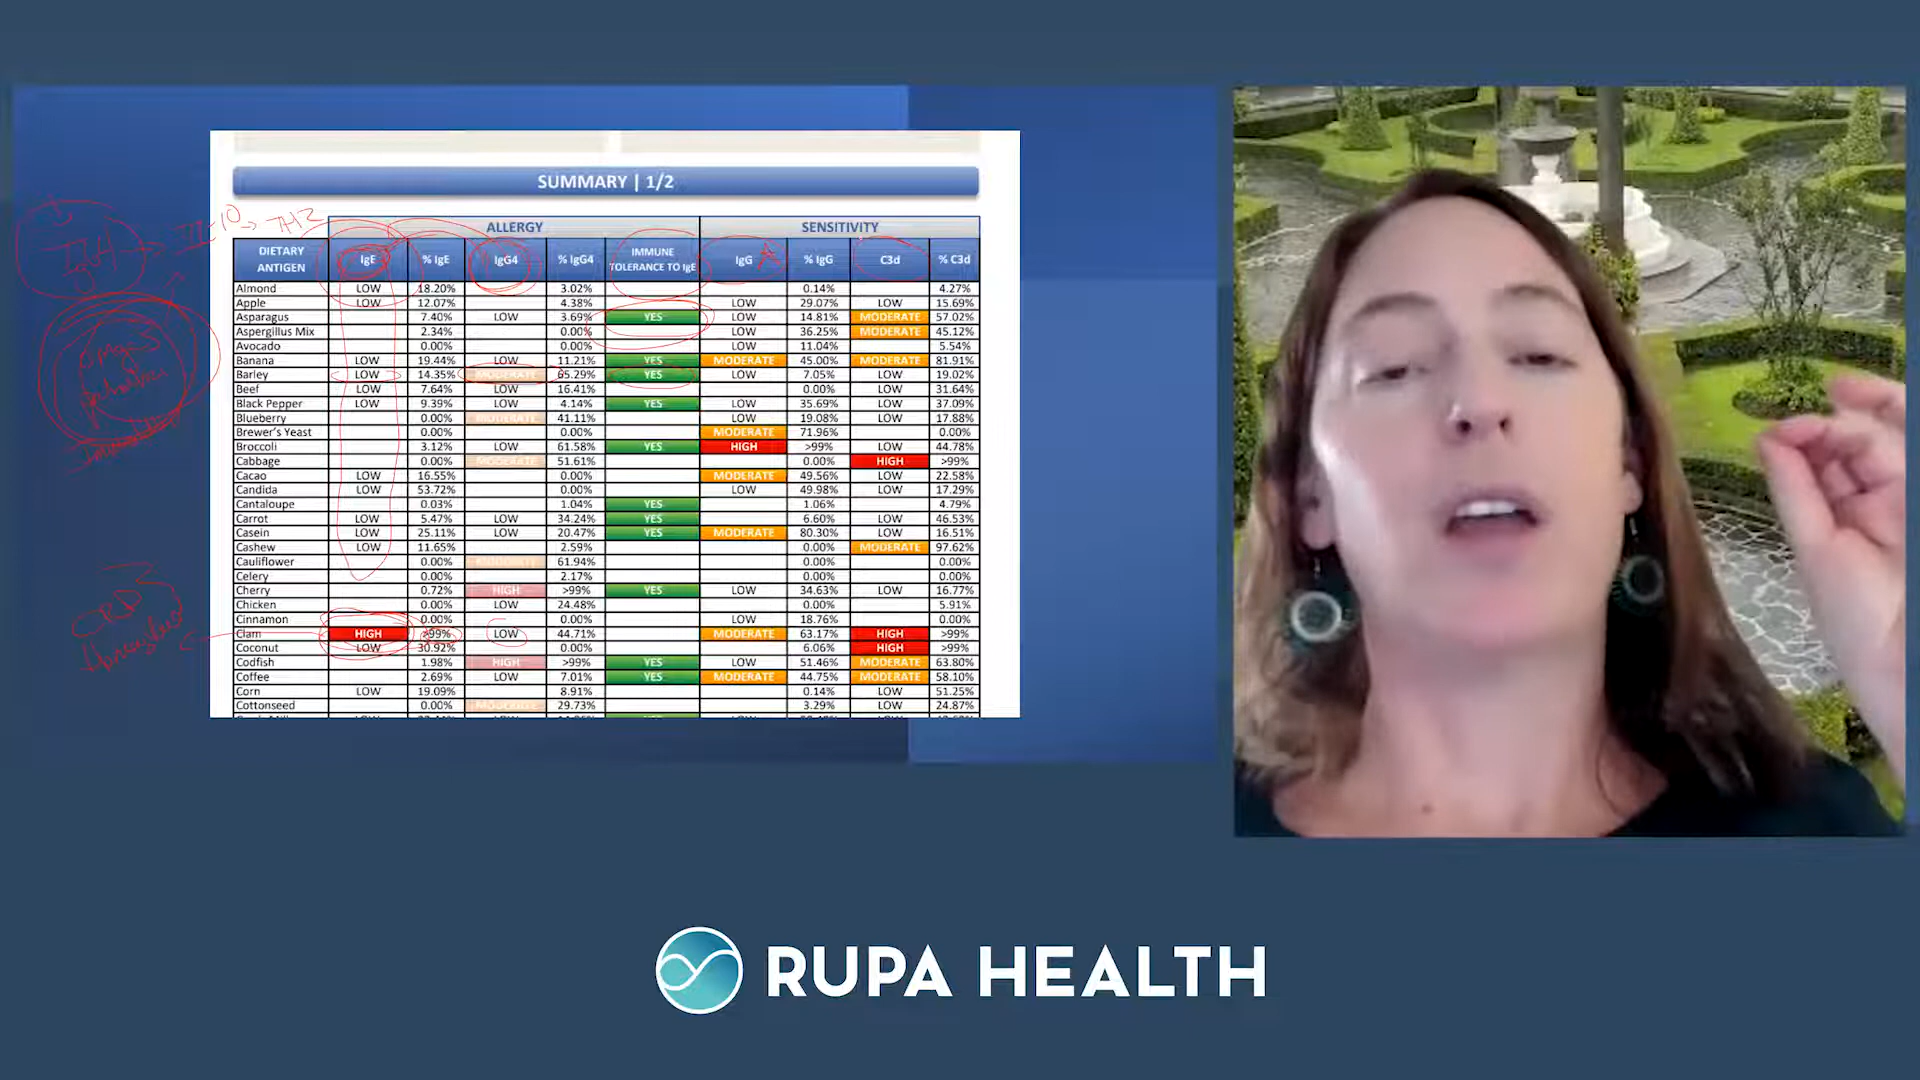 SUMMARY | 1/2
ALLERGY SENSITIVITY
DIETARY ANTIGEN IgE % IgE IgG4 % IgG4 IMMUNE TOLERANCE TO IgE IgG % IgG C3d % C3d
Almond LOW 18.20% 3.02% 0.14% 4.27%
Apple LOW 12.07% 4.38% LOW 29.07% LOW 15.69%
Asparagus 7.40% LOW 3.69% YES LOW 14.81% MODERATE 57.02%
Aspergillus Mix 2.34% 0.00% LOW 36.25% MODERATE 45.12%
Avocado 0.00% 0.00% LOW 11.04% 5.54%
Banana LOW 19.44% LOW 11.21% YES MODERATE 45.00% MODERATE 81.91%
Barley LOW 14.35% MODERATE 65.29% YES LOW 7.05% LOW 19.02%
Beef LOW 7.64% LOW 16.41% 0.00% LOW 31.64%
Black Pepper LOW 9.39% LOW 4.14% YES LOW 35.69% LOW 37.09%
Blueberry 0.00% MODERATE 41.11% LOW 19.08% LOW 17.88%
Brewer's Yeast 0.00% 0.00% MODERATE 71.96% 0.00%
Broccoli 3.12% LOW 61.58% YES HIGH >99% LOW 44.78%
Cabbage 0.00% MODERATE 51.61% 0.00% HIGH >99%
Cacao LOW 16.55% 0.00% MODERATE 49.56% LOW 22.58%
Candida LOW 53.72% 0.00% LOW 49.98% LOW 17.29%
Cantaloupe 0.03% 1.04% YES 1.06% 4.79%
Carrot LOW 5.47% LOW 34.24% YES 6.60% LOW 46.53%
Casein LOW 25.11% LOW 20.47% YES MODERATE 80.30% LOW 16.51%
Cashew LOW 11.65% 2.59% 0.00% MODERATE 97.62%
Cauliflower 0.00% MODERATE 61.94% 0.00% 0.00%
Celery 0.00% 2.17% 0.00% 0.00%
Cherry 0.72% HIGH >99% YES LOW 34.63% LOW 16.77%
Chicken 0.00% LOW 24.48% 0.00% 5.91%
Cinnamon 0.00% 0.00% LOW 18.76% 0.00%
Clam HIGH >99% LOW 44.71% MODERATE 63.17% HIGH >99%
Coconut LOW 30.92% 0.00% 6.06% HIGH >99%
Codfish 1.98% HIGH >99% YES LOW 51.46% MODERATE 63.80%
Coffee 2.69% LOW 7.01% YES MODERATE 44.75% MODERATE 58.10%
Corn LOW 19.09% 8.91% 0.14% LOW 51.25%
Cottonseed 0.00% MODERATE 29.73% 3.29% LOW 24.87%
RUPA HEALTH